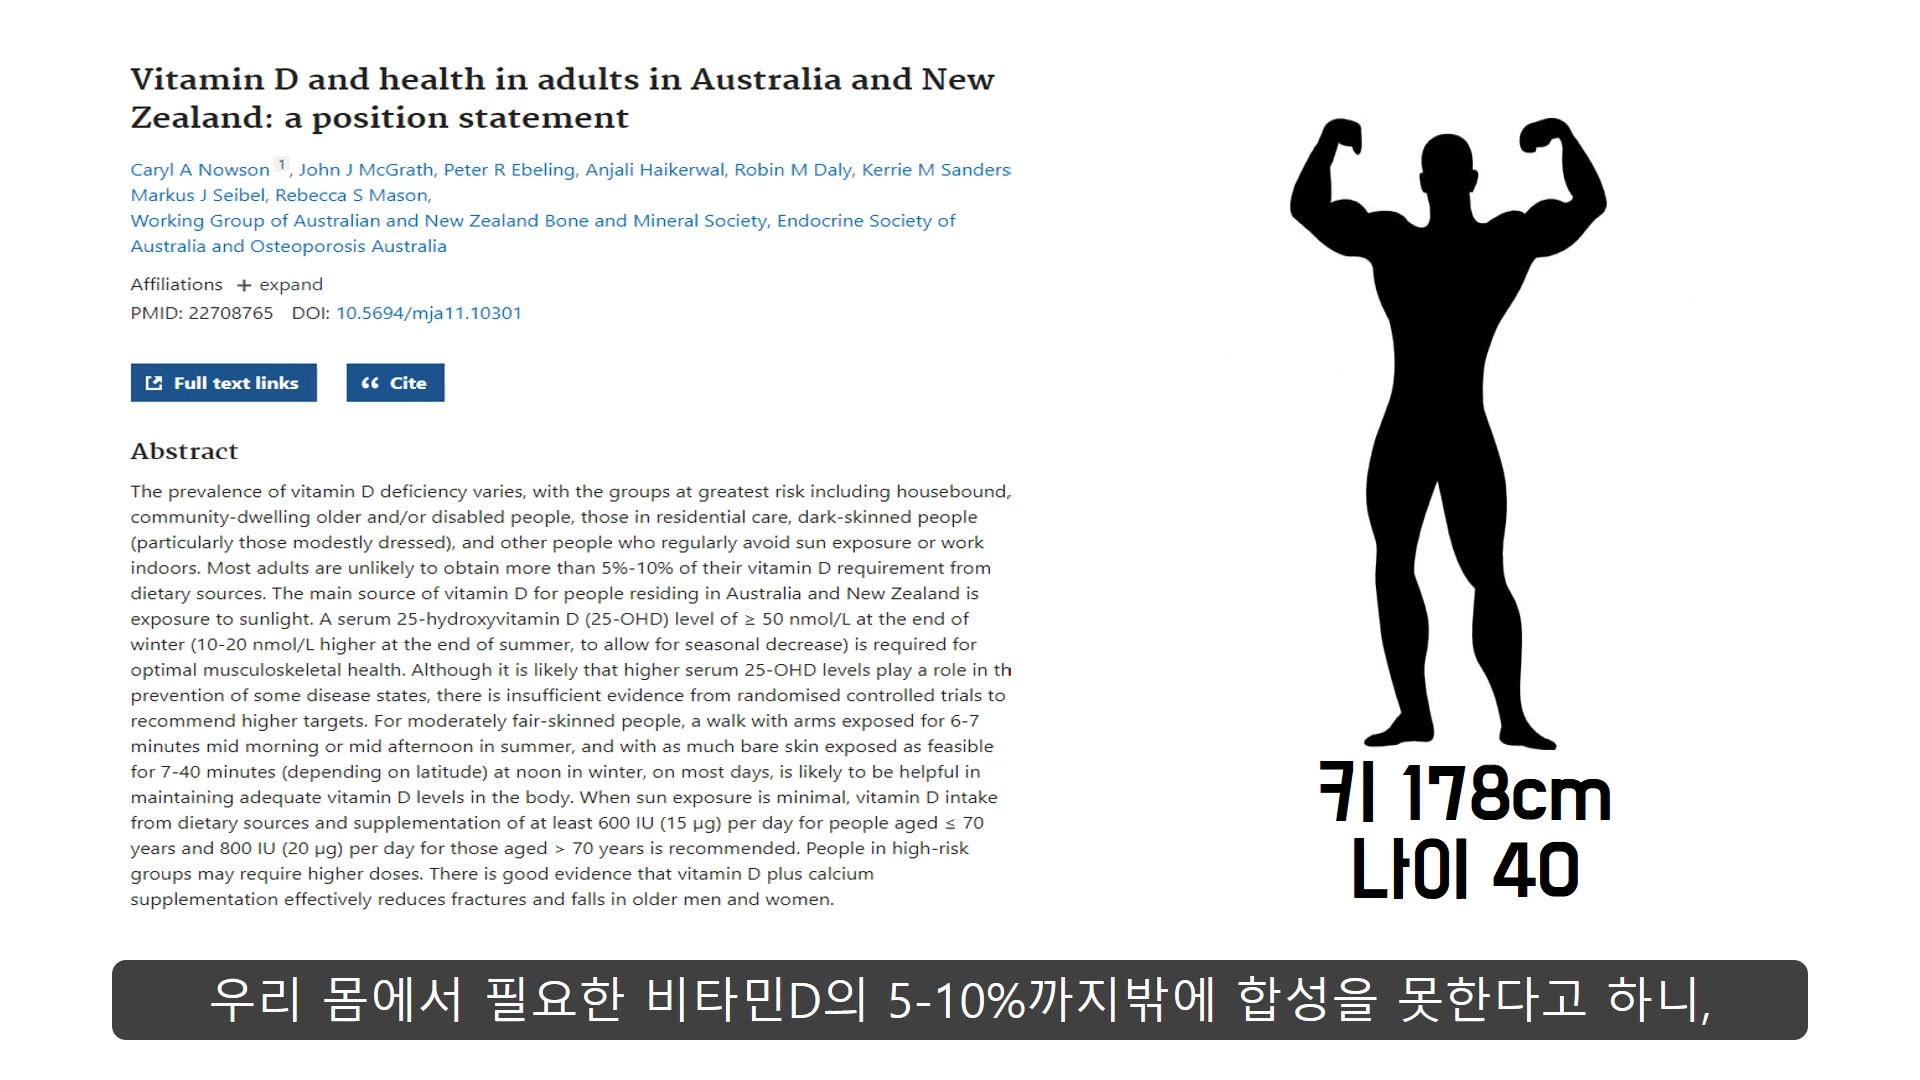 Vitamin D and health in adults in Australia and New
Zealand: a position statement
Caryl A Nowson 1, John J McGrath, Peter R Ebeling, Anjali Haikerwal, Robin M Daly, Kerrie M Sanders
Markus J Seibel, Rebecca S Mason,
Working Group of Australian and New Zealand Bone and Mineral Society, Endocrine Society of
Australia and Osteoporosis Australia
Affiliations + expand
PMID: 22708765 DOI: 10.5694/mja11.10301
Full text links
Cite
Abstract
The prevalence of vitamin D deficiency varies, with the groups at greatest risk including housebound,
community-dwelling older and/or disabled people, those in residential care, dark-skinned people
(particularly those modestly dressed), and other people who regularly avoid sun exposure or work
indoors. Most adults are unlikely to obtain more than 5%-10% of their vitamin D requirement from
dietary sources. The main source of vitamin D for people residing in Australia and New Zealand is
exposure to sunlight. A serum 25-hydroxyvitamin D (25-OHD) level of ≥ 50 nmol/L at the end of
winter (10-20 nmol/L higher at the end of summer, to allow for seasonal decrease) is required for
optimal musculoskeletal health. Although it is likely that higher serum 25-OHD levels play a role in th
prevention of some disease states, there is insufficient evidence from randomised controlled trials to
recommend higher targets. For moderately fair-skinned people, a walk with arms exposed for 6-7
minutes mid morning or mid afternoon in summer, and with as much bare skin exposed as feasible
for 7-40 minutes (depending on latitude) at noon in winter, on most days, is likely to be helpful in
maintaining adequate vitamin D levels in the body. When sun exposure is minimal, vitamin D intake
from dietary sources and supplementation of at least 600 IU (15 µg) per day for people aged ≤ 70
years and 800 IU (20 µg) per day for those aged > 70 years is recommended. People in high-risk
groups may require higher doses. There is good evidence that vitamin D plus calcium
supplementation effectively reduces fractures and falls in older men and women.
키 178cm
나이 40
우리 몸에서 필요한 비타민D의 5-10%까지밖에 합성을 못한다고 하니,